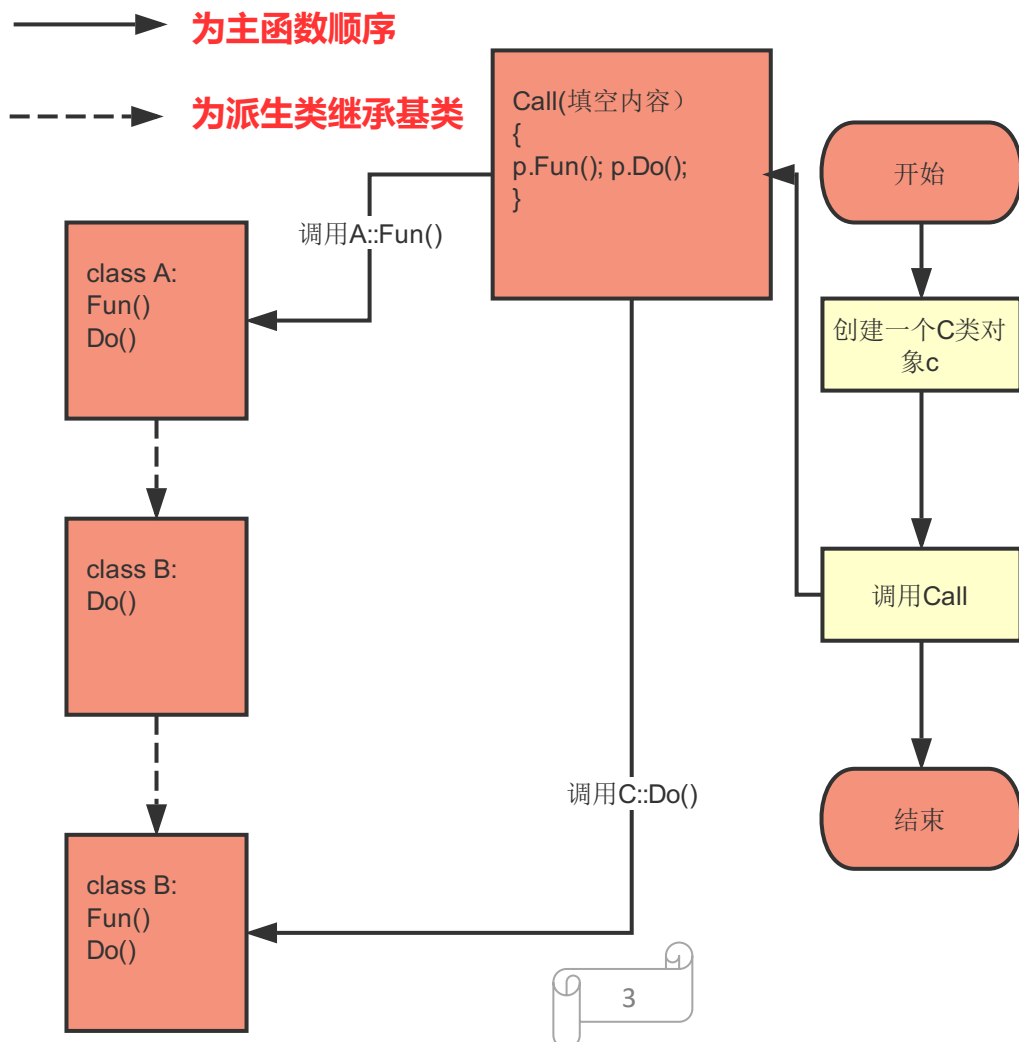 为主函数顺序
为派生类继承基类
Call(填空内容）
{
p.Fun(); p.Do();
}
开始
调用A::Fun()
class A:
Fun()
Do()
创建一个C类对
象c
class B:
Do()
调用Call
调用C::Do()
结束
class B:
Fun()
Do()
3